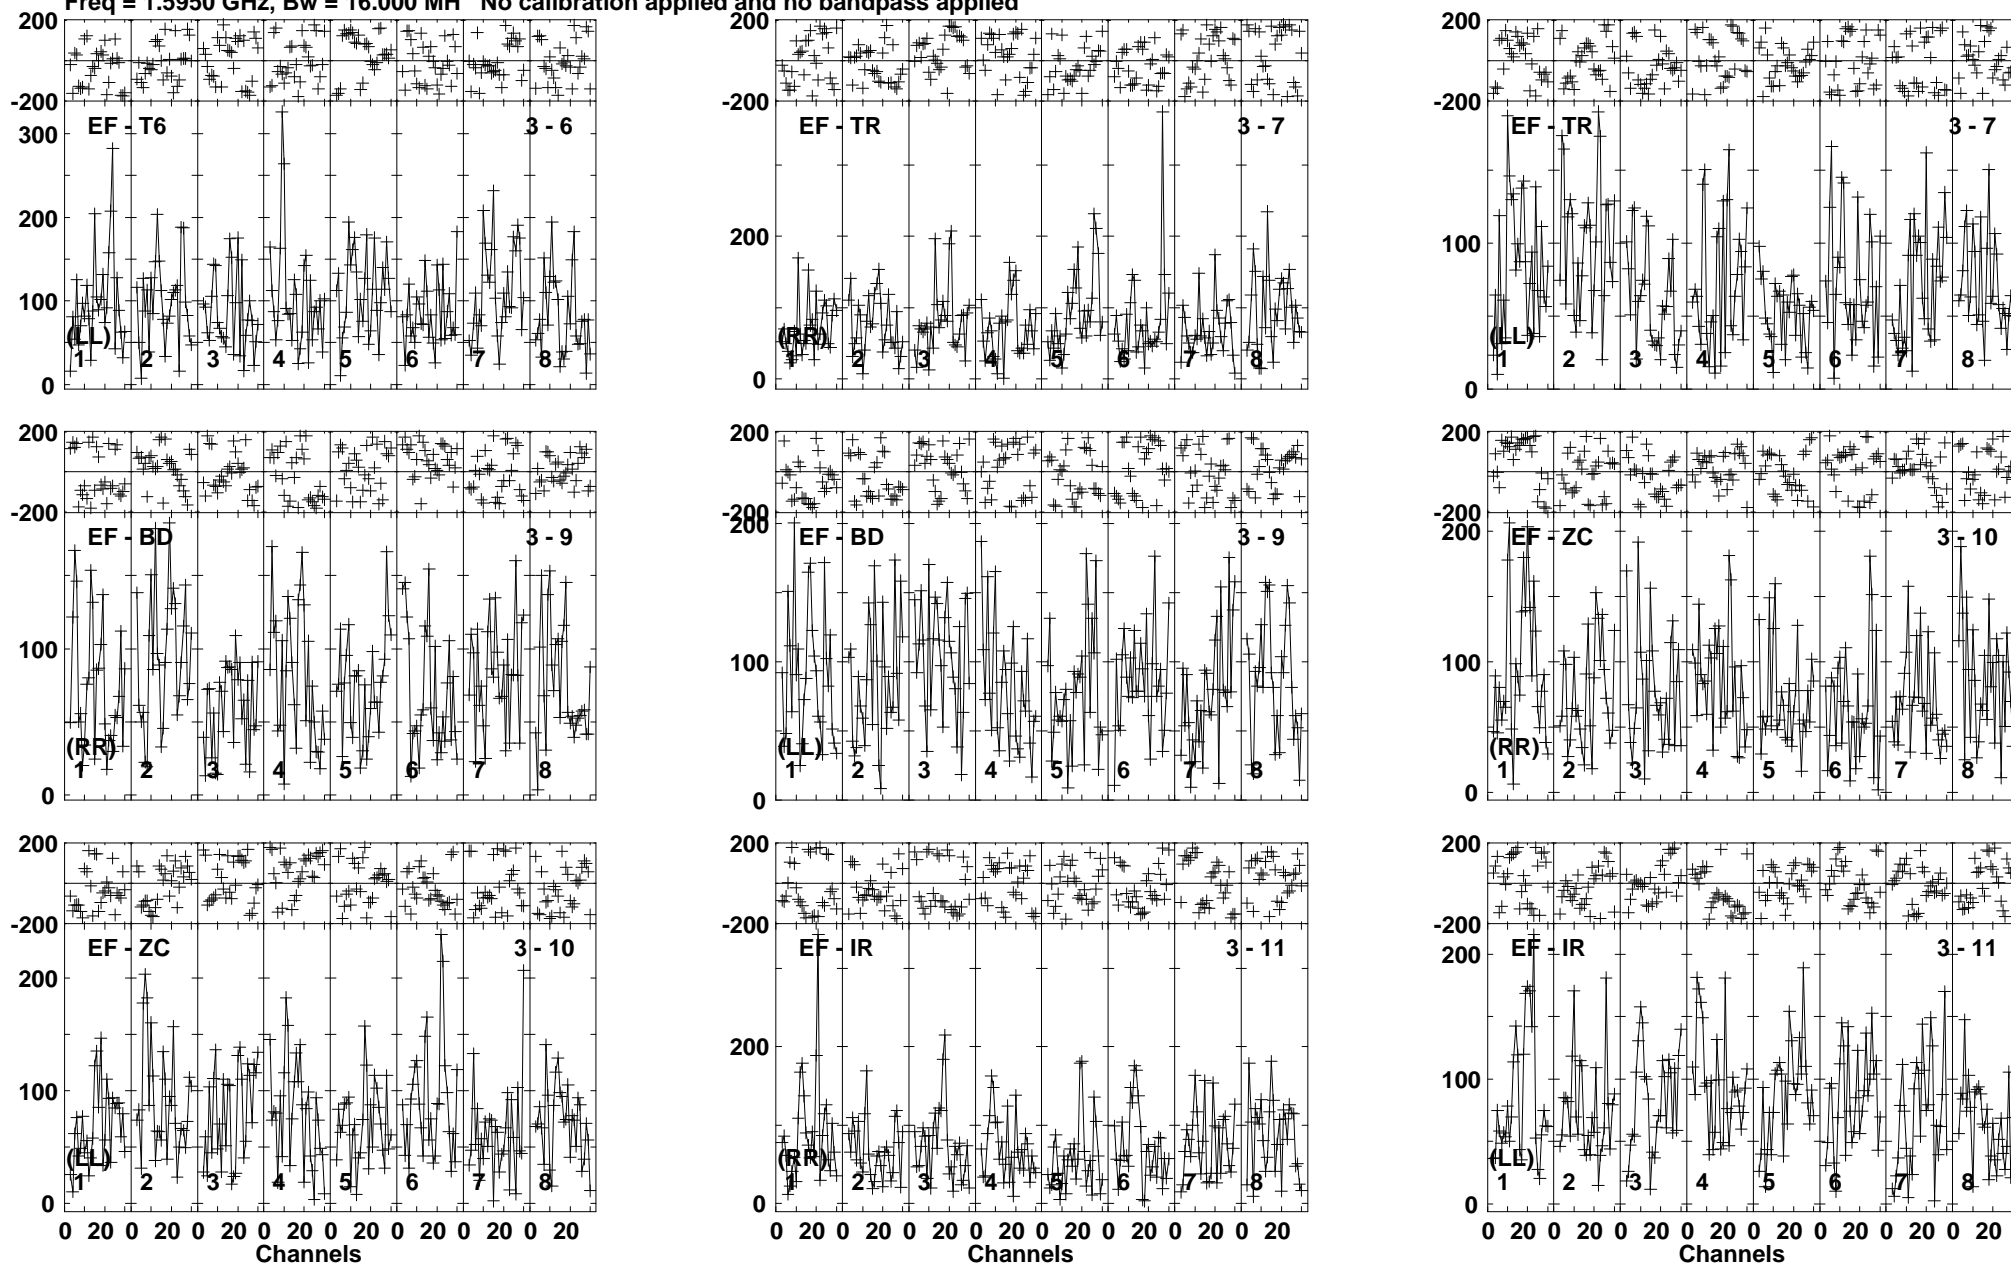 Freq = 1.5950 GHz, Bw = 16.000 MH No calibration applied and no bandpass applied
200 200 200
-200 -200 -200
EF - T6 3 - 6 EF - TR 3 - 7 EF - TR 3 - 7
300
200 200
100 100
(LL) (RR) (LL)
1 2 3 4 5 6 7 8 1 2 3 4 5 6 7 8 1 2 3 4 5 6 7 8
0 0 0
200 200 200
-200 -200 -200
EF - BD 3 - 9 EF - BD 3 - 9 EF - ZC 3 - 10
200 200
100 100 100
(RR) (LL) (RR)
1 2 3 4 5 6 7 8 1 2 3 4 5 6 7 8 1 2 3 4 5 6 7 8
0 0 0
200 200 200
-200 -200 -200
EF - ZC 3 - 10 EF - IR 3 - 11 EF - IR 3 - 11
200 200
200
100 100
(LL) (RR) (LL)
1 2 3 4 5 6 7 8 1 2 3 4 5 6 7 8 1 2 3 4 5 6 7 8
0 0 0
0 20 0 20 0 20 0 20 0 20 0 20 0 20 0 20 0 20 0 20 0 20 0 20 0 20 0 20 0 20 0 20 0 20 0 20 0 20 0 20 0 20 0 20 0 20 0 20
Channels Channels Channels